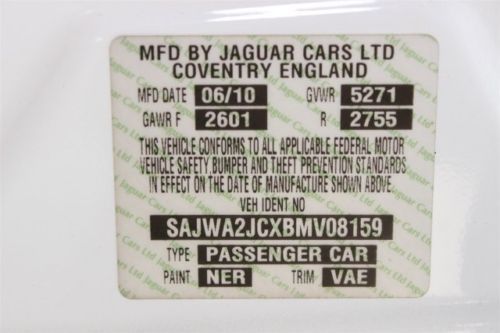 MFD BY JAGUAR CARS LTD
COVENTRY ENGLAND
MFD DATE 06/10 GVWR 5271
GAWR F 2601 R 2755
THIS VEHICLE CONFORMS TO ALL APPLICABLE FEDERAL MOTOR
VEHICLE SAFETY, BUMPER AND THEFT PREVENTION STANDARDS
IN EFFECT ON THE DATE OF MANUFACTURE SHOWN ABOVE.
VEH IDENT NO
SAJWA2JCXBMV08159
TYPE PASSENGER CAR
PAINT NER TRIM VAE